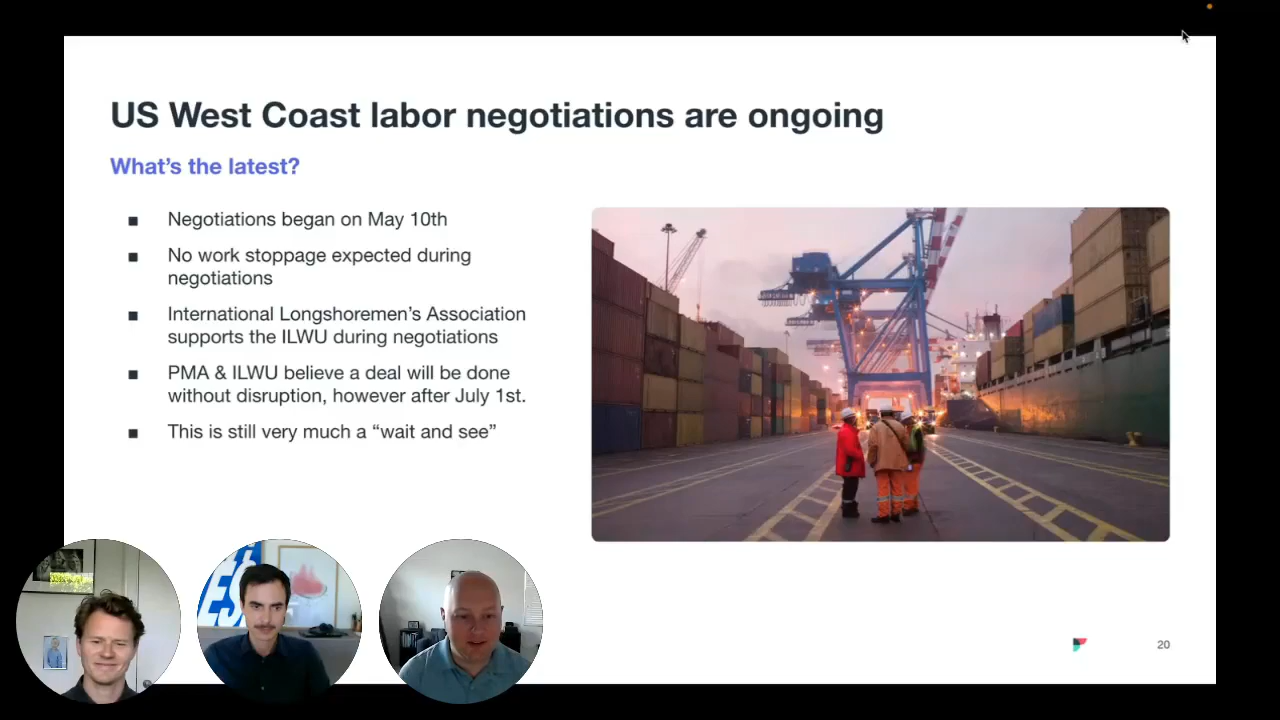 US West Coast labor negotiations are ongoing
What's the latest?
■ Negotiations began on May 10th
■ No work stoppage expected during
negotiations
■ International Longshoremen's Association
supports the ILWU during negotiations
■ PMA & ILWU believe a deal will be done
without disruption, however after July 1st.
■ This is still very much a “wait and see”
ES
20